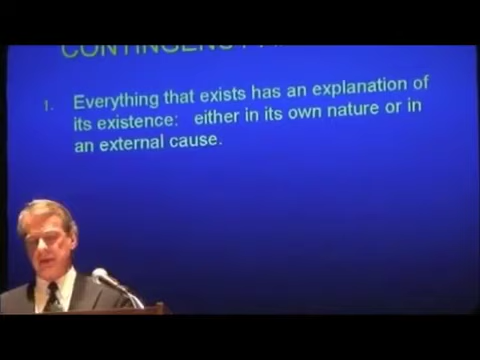 CONTINGENCY
1. Everything that exists has an explanation of
its existence: either in its own nature or in
an external cause.